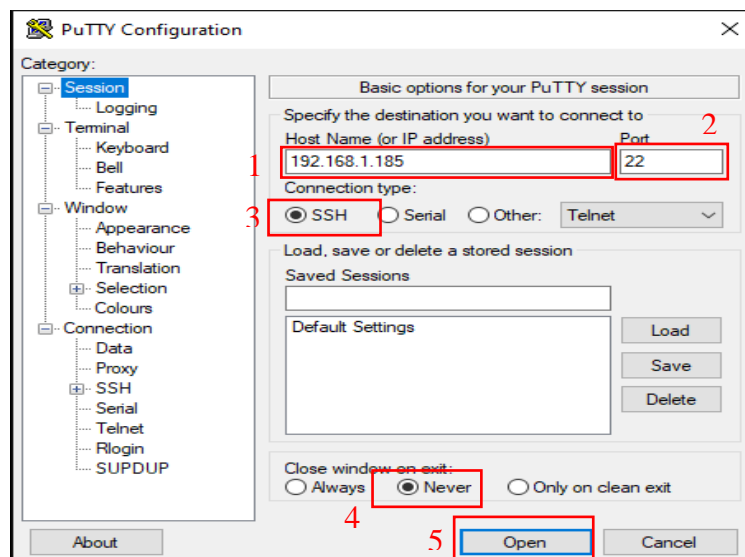 PuTTY Configuration
Category:
Session
Logging
Terminal
Keyboard
Bell
Features
Window
Appearance
Behaviour
Translation
Selection
Colours
Connection
Data
Proxy
SSH
Serial
Telnet
Rlogin
SUPDUP
Basic options for your PuTTY session
Specify the destination you want to connect to
Host Name (or IP address) Port 2
1 192.168.1.185 22
Connection type:
3 SSH Serial Other: Telnet
Load, save or delete a stored session
Saved Sessions
Default Settings
Load
Save
Delete
Close window on exit:
Always Never Only on clean exit
4
About 5 Open Cancel